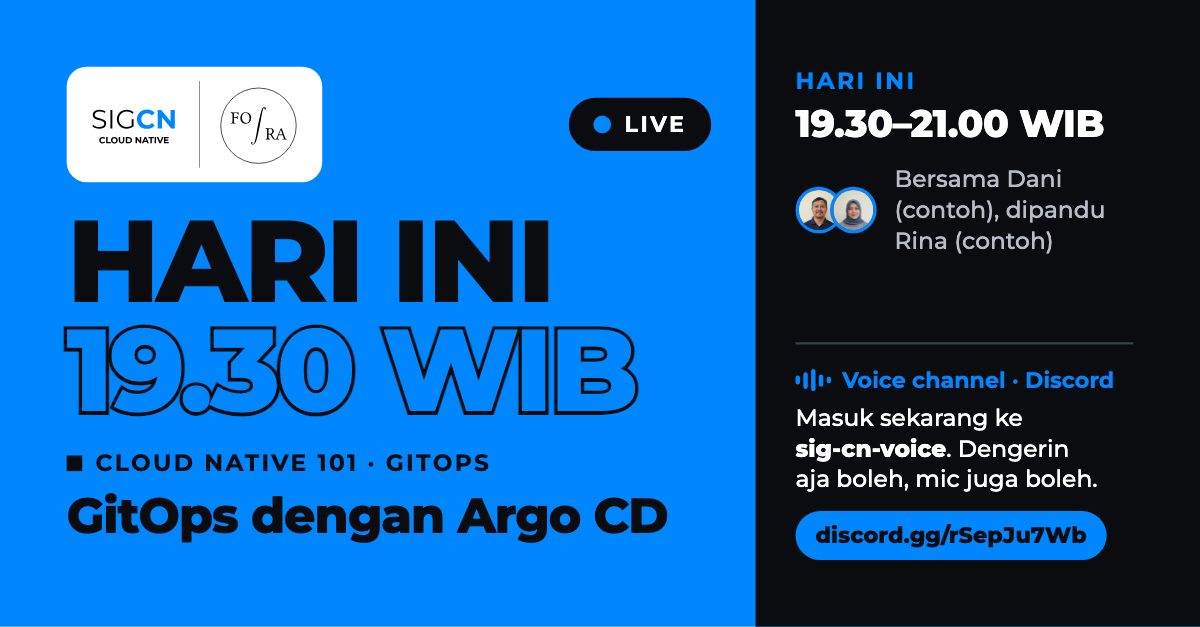 SIGCN
CLOUD NATIVE
FO
RA
LIVE
HARI INI
19.30 WIB
CLOUD NATIVE 101 · GITOPS
GitOps dengan Argo CD
HARI INI
19.30–21.00 WIB
Bersama Dani
(contoh), dipandu
Rina (contoh)
Voice channel · Discord
Masuk sekarang ke
sig-cn-voice. Dengerin
aja boleh, mic juga boleh.
discord.gg/rSepJu7Wb